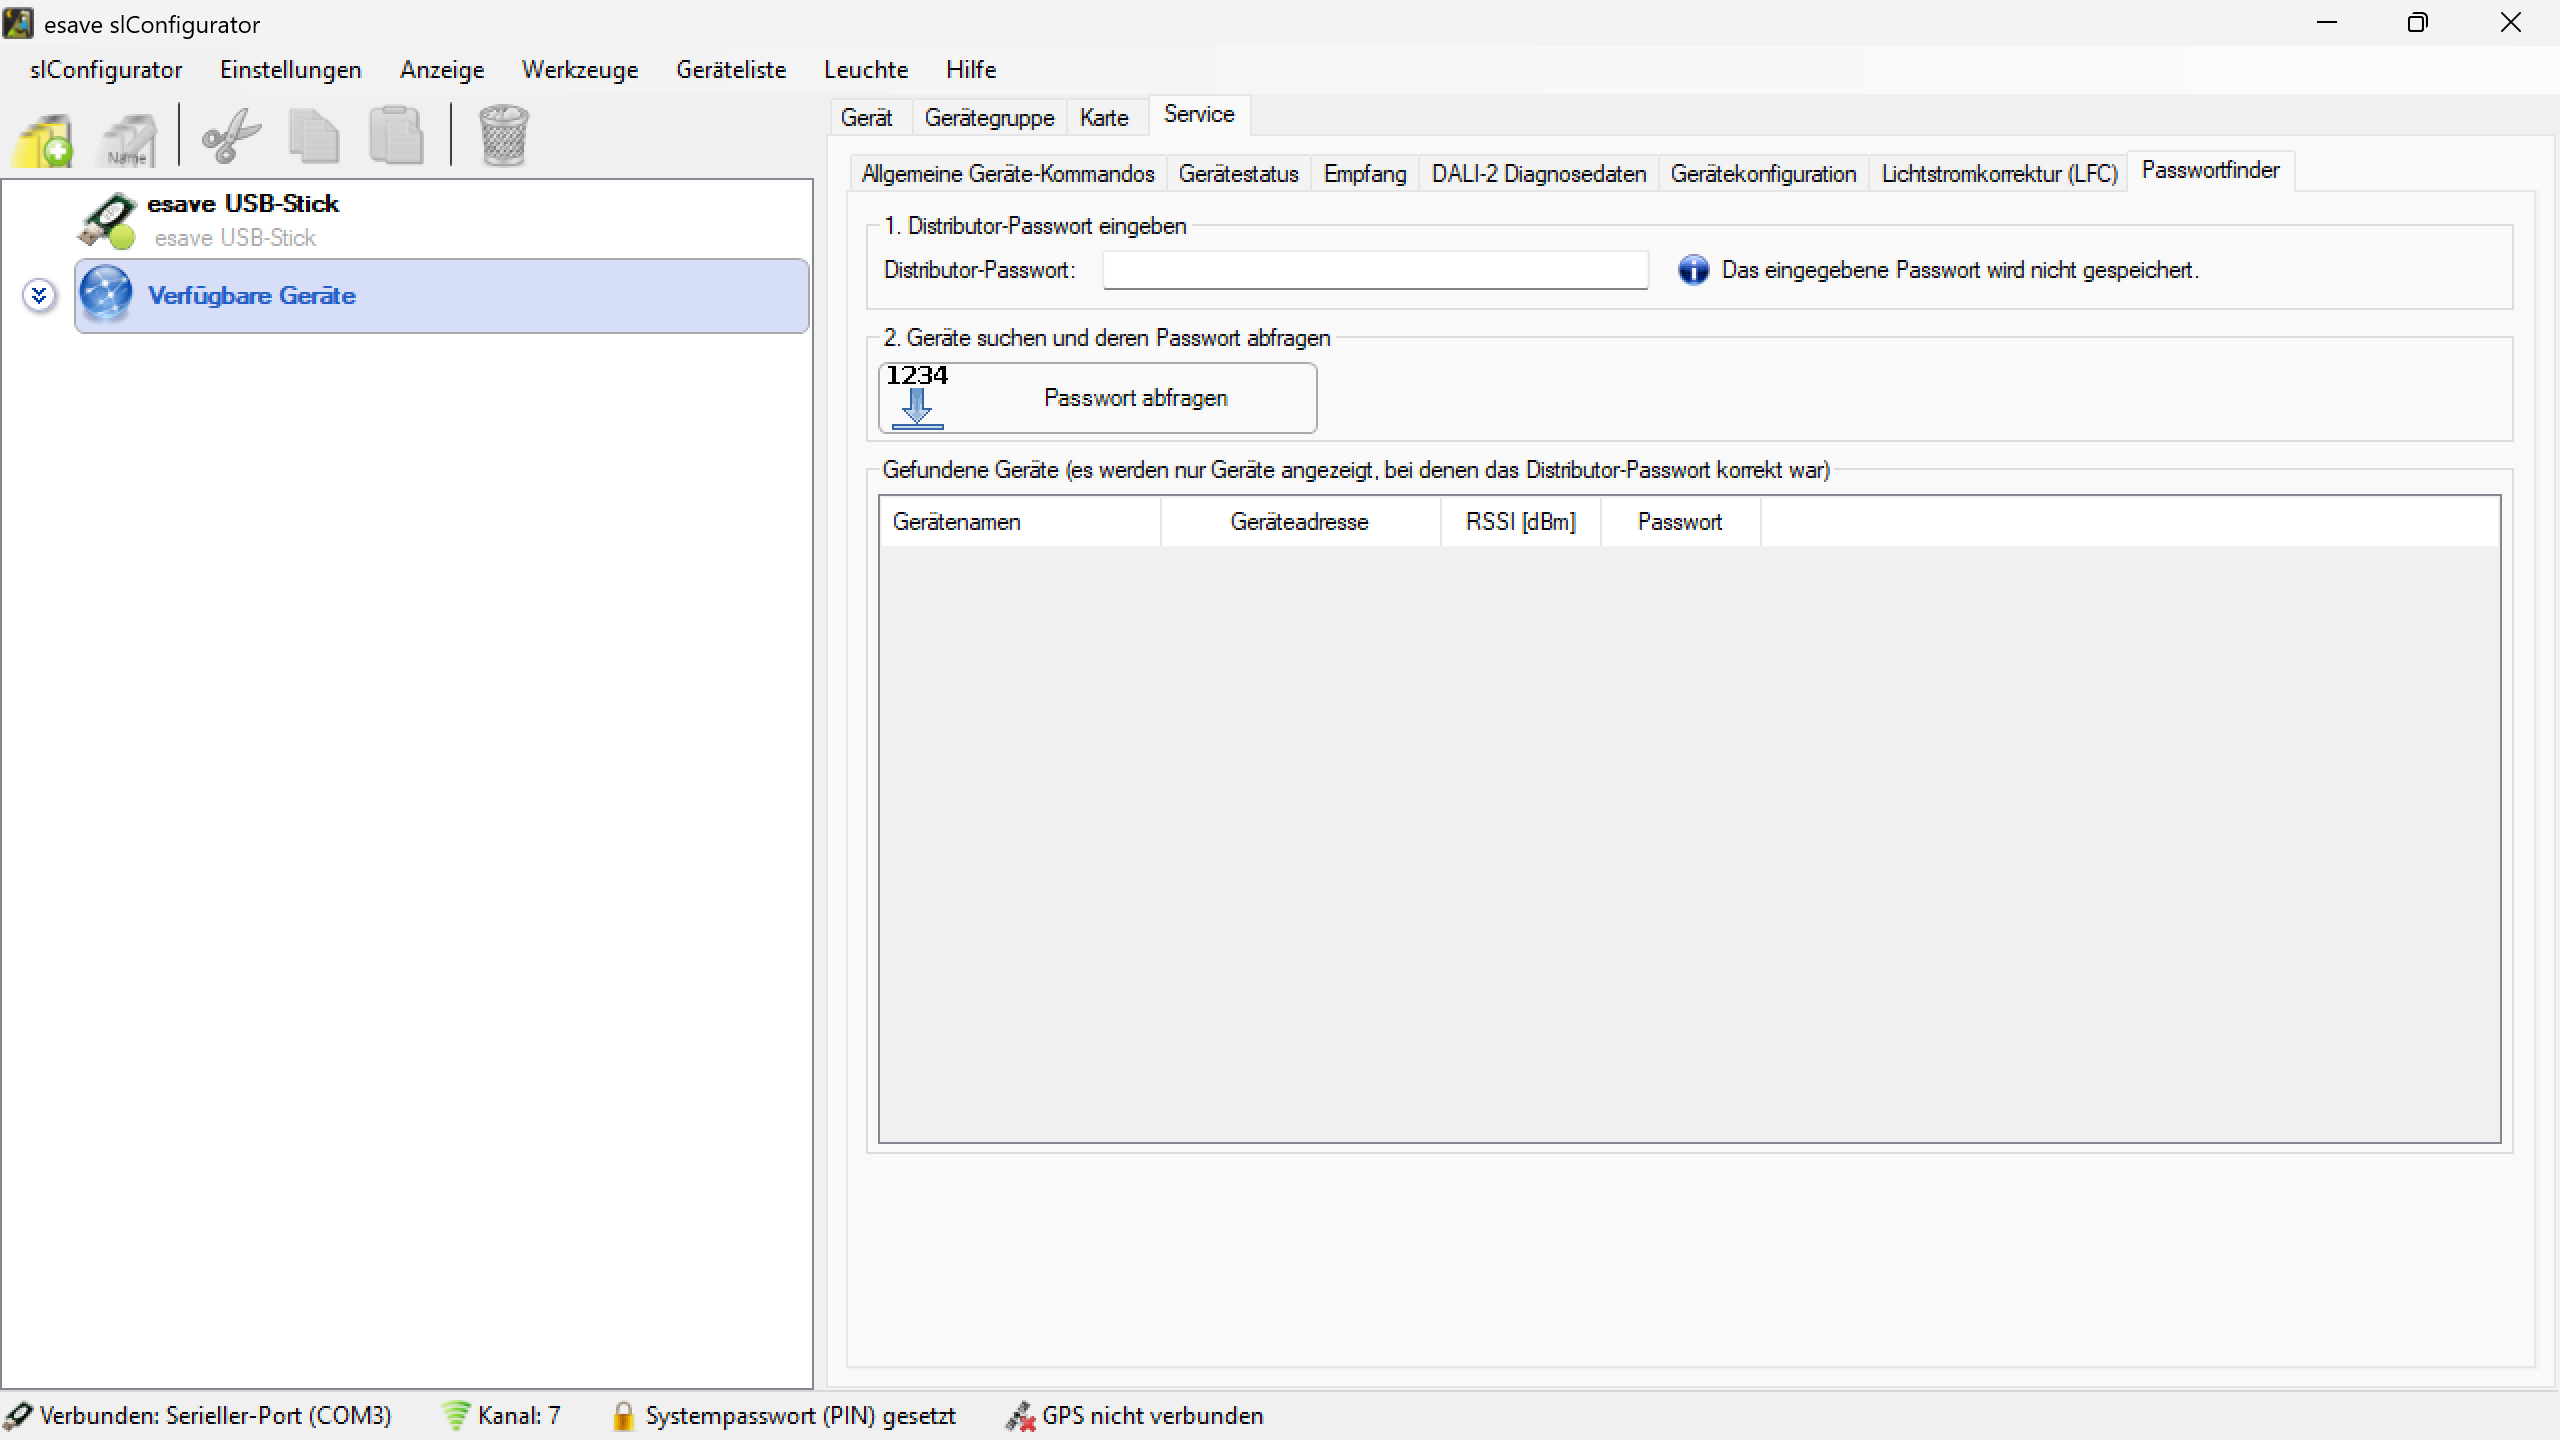 esave slConfigurator
slConfigurator Einstellungen Anzeige Werkzeuge Geräteliste Leuchte Hilfe
Name
Gerät Gerätegruppe Karte Service
Allgemeine Geräte-Kommandos Gerätestatus Empfang DALI-2 Diagnosedaten Gerätekonfiguration Lichtstromkorrektur (LFC) Passwortfinder
esave USB-Stick
esave USB-Stick
Verfügbare Geräte
1. Distributor-Passwort eingeben
Distributor-Passwort: Das eingegebene Passwort wird nicht gespeichert.
2. Geräte suchen und deren Passwort abfragen
1234
Passwort abfragen
Gefundene Geräte (es werden nur Geräte angezeigt, bei denen das Distributor-Passwort korrekt war)
Gerätenamen Geräteadresse RSSI [dBm] Passwort
Verbunden: Serieller-Port (COM3) Kanal: 7 Systempasswort (PIN) gesetzt GPS nicht verbunden